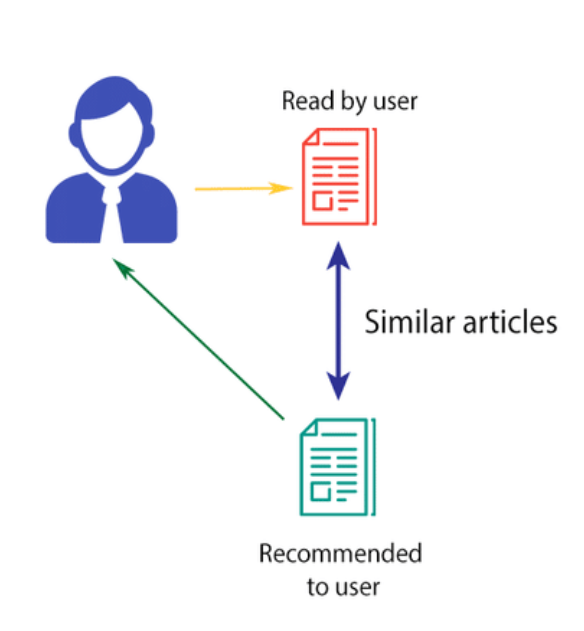 Read by user
Similar articles
Recommended
to user